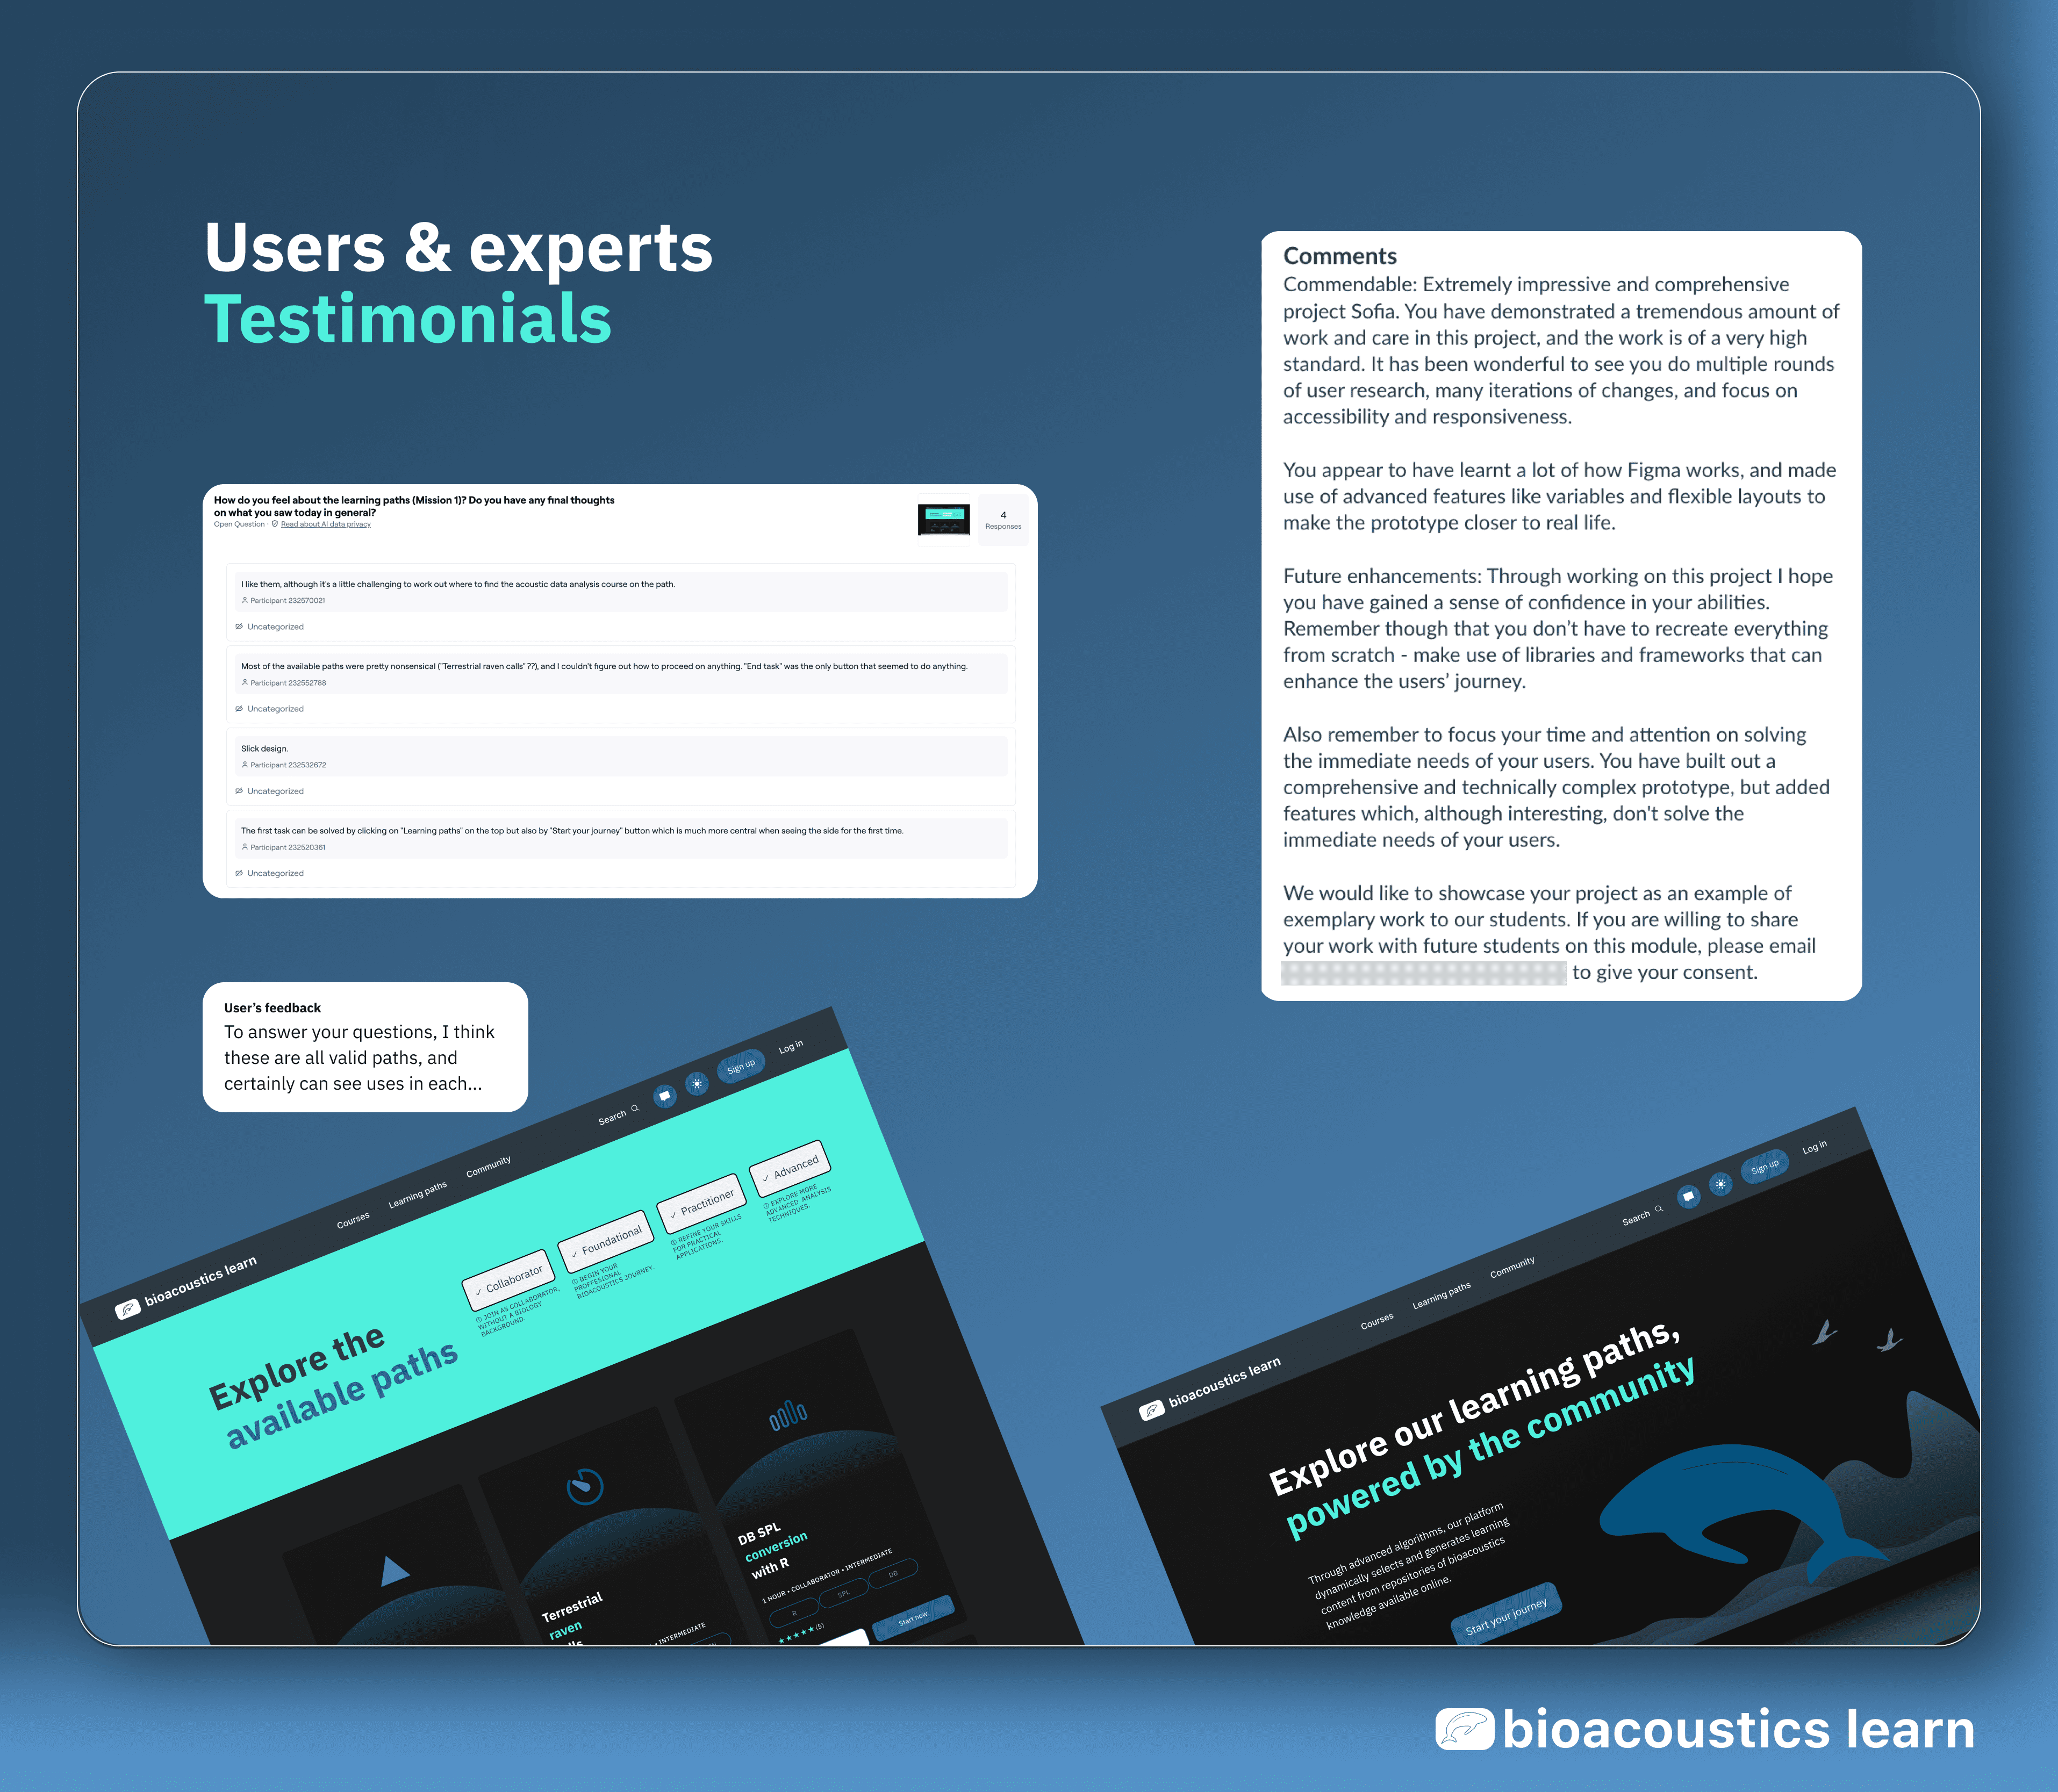 Users & experts
Testimonials
How do you feel about the learning paths (Mission 1)? Do you have any final thoughts
on what you saw today in general?
Open Question · Read about AI data privacy
4
Responses
I like them, although it's a little challenging to work out where to find the acoustic data analysis course on the path.
Participant 232570021
Uncategorized
Most of the available paths were pretty nonsensical ("Terrestrial raven calls" ??), and I couldn't figure out how to proceed on anything. "End task" was the only button that seemed to do anything.
Participant 232552788
Uncategorized
Slick design.
Participant 232532672
Uncategorized
The first task can be solved by clicking on "Learning paths" on the top but also by "Start your journey" button which is much more central when seeing the side for the first time.
Participant 232520361
Uncategorized
Comments
Commendable: Extremely impressive and comprehensive
project Sofia. You have demonstrated a tremendous amount of
work and care in this project, and the work is of a very high
standard. It has been wonderful to see you do multiple rounds
of user research, many iterations of changes, and focus on
accessibility and responsiveness.
You appear to have learnt a lot of how Figma works, and made
use of advanced features like variables and flexible layouts to
make the prototype closer to real life.
Future enhancements: Through working on this project I hope
you have gained a sense of confidence in your abilities.
Remember though that you don’t have to recreate everything
from scratch - make use of libraries and frameworks that can
enhance the users’ journey.
Also remember to focus your time and attention on solving
the immediate needs of your users. You have built out a
comprehensive and technically complex prototype, but added
features which, although interesting, don't solve the
immediate needs of your users.
We would like to showcase your project as an example of
exemplary work to our students. If you are willing to share
your work with future students on this module, please email
to give your consent.
User’s feedback
To answer your questions, I think
these are all valid paths, and
certainly can see uses in each...
bioacoustics learn
Courses
Learning paths
Community
Search
Sign up
Log in
Explore the
available paths
✓ Collaborator
JOIN AS COLLABORATOR,
WITHOUT A BIOLOGY
BACKGROUND.
✓ Foundational
BEGIN YOUR
PROFFESIONAL
BIOACOUSTICS JOURNEY.
✓ Practitioner
REFINE YOUR SKILLS
FOR PRACTICAL
APPLICATIONS.
✓ Advanced
EXPLORE MORE
ADVANCED ANALYSIS
TECHNIQUES.
Terrestrial
raven
• INTERMEDIATE
DB SPL
conversion
with R
1 HOUR • COLLABORATOR • INTERMEDIATE
R
SPL
DB
★★★★★ (5)
Start now
bioacoustics learn
Courses
Learning paths
Community
Search
Sign up
Log in
Explore our learning paths,
powered by the community
Through advanced algorithms, our platform
dynamically selects and generates learning
content from repositories of bioacoustics
knowledge available online.
Start your journey
bioacoustics learn